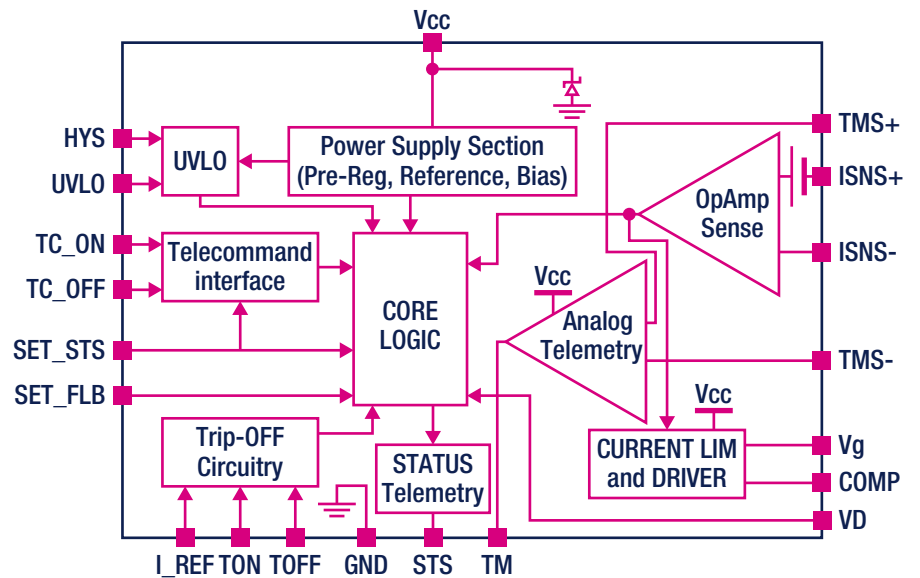 Vcc
HYS
UVLO
TC_ON
TC_OFF
SET_STS
SET_FLB
UVLO
Power Supply Section
(Pre-Reg, Reference, Bias)
Telecommand
interface
CORE
LOGIC
OpAmp
Sense
Vcc
Analog
Telemetry
Trip-OFF
Circuitry
STATUS
Telemetry
Vcc
CURRENT LIM
and DRIVER
TMS+
ISNS+
ISNS-
TMS-
Vg
COMP
VD
I_REF
TON
TOFF
GND
STS
TM